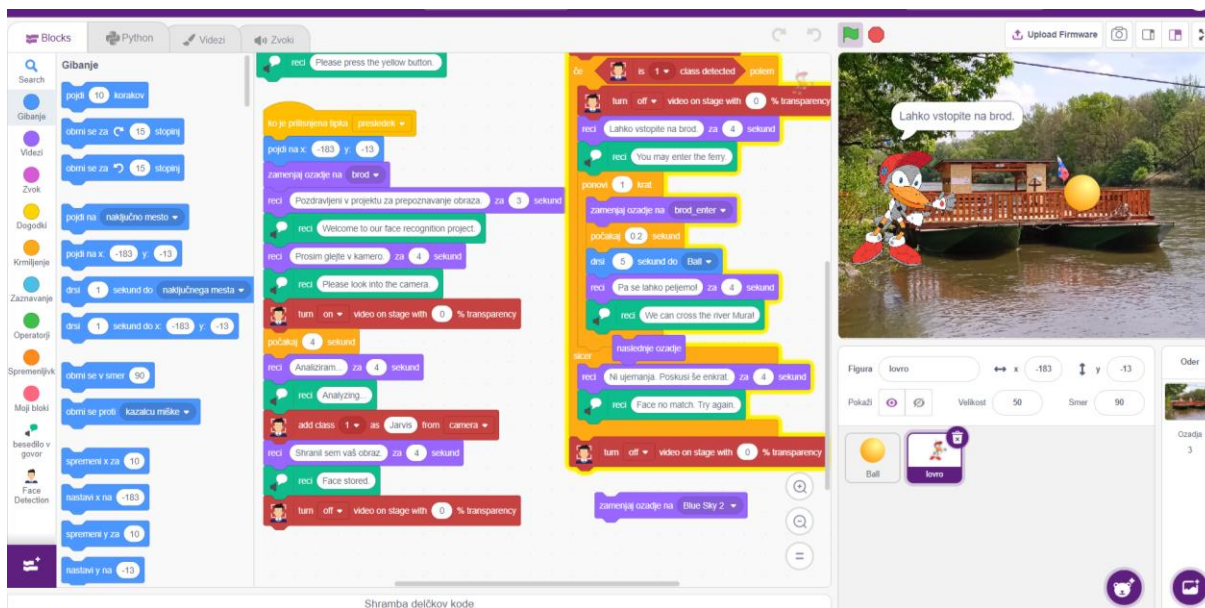 Blocks
Python
Videzi
Zvoki
Upload Firmware
Search
Gibanje
Videzi
Zvok
Dogodki
Krmiljenje
Zaznavanje
Operatorji
Spremenljivk
Moji bloki
besedilo v govor
Face Detection
Gibanje
pojdi 10 korakov
obrni se za 15 stopinj
obrni se za 15 stopinj
pojdi na naključno mesto
pojdi na x: -183 y: -13
drsi 1 sekund do naključnega mesta
drsi 1 sekund do x: -183 y: -13
obrni se v smer 90
obrni se proti kazalcu miške
spremeni x za 10
nastavi x na -183
spremeni y za 10
nastavi y na -13
reci Please press the yellow button.
ko je pritisnjena tipka presledek
pojdi na x: -183 y: -13
zamenjaj ozadje na brod
reci Pozdravljeni v projektu za prepoznavanje obraza. za 3 sekund
reci Welcome to our face recognition project.
reci Prosim glejte v kamero. za 4 sekund
reci Please look into the camera.
turn on video on stage with 0 % transparency
počakaj 4 sekund
reci Analiziram... za 4 sekund
reci Analyzing...
add class 1 as Jarvis from camera
reci Shranil sem vaš obraz. za 4 sekund
reci Face stored.
turn off video on stage with 0 % transparency
če is 1 class detected potem
turn off video on stage with 0 % transparency
reci Lahko vstopite na brod. za 4 sekund
reci You may enter the ferry.
ponovi 1 krat
zamenjaj ozadje na brod_enter
počakaj 0.2 sekund
drsi 5 sekund do Ball
reci Pa se lahko peljemo! za 4 sekund
reci We can cross the river Mura!
naslednje ozadje
sicer
reci Ni ujemanja. Poskusi še enkrat. za 4 sekund
reci Face no match. Try again.
turn off video on stage with 0 % transparency
zamenjaj ozadje na Blue Sky 2
Shramba delčkov kode
Lahko vstopite na brod.
Figura lovro x -183 y -13
Pokaži Velikost 50 Smer 90
Ball
lovro
Oder
Ozadja
3